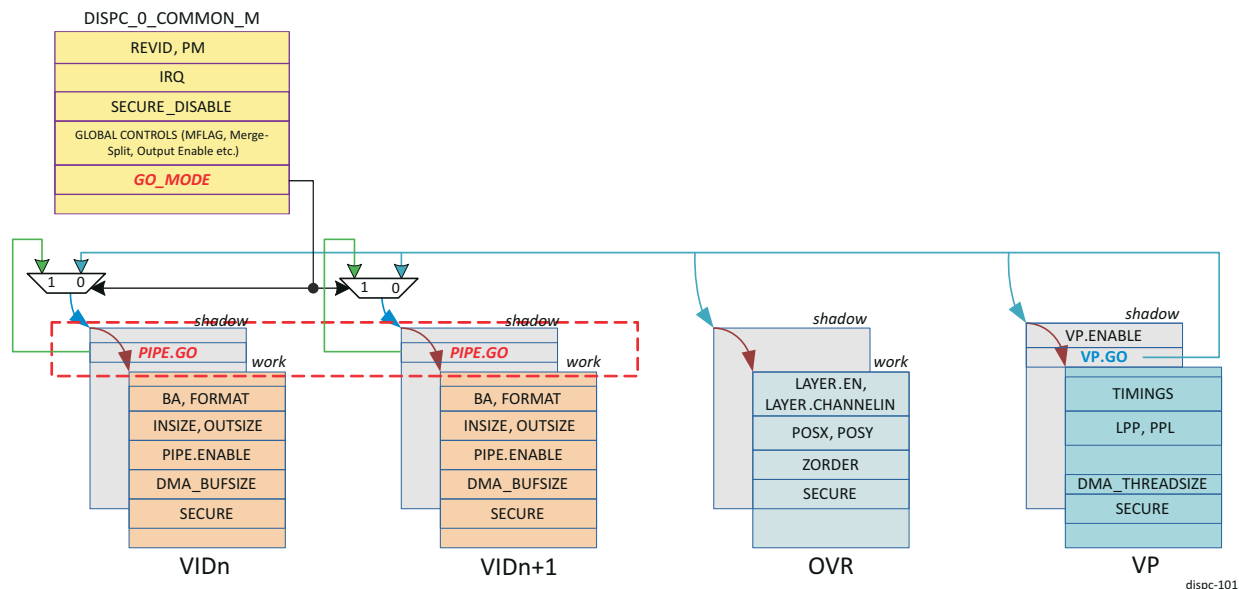 DISPC_0_COMMON_M
REVID, PM
IRQ
SECURE_DISABLE
GLOBAL CONTROLS (MFLAG, Merge-
Split, Output Enable etc.)
GO_MODE
1 0
1 0
shadow
PIPE.GO
work
BA, FORMAT
INSIZE, OUTSIZE
PIPE.ENABLE
DMA_BUFSIZE
SECURE
VIDn
shadow
PIPE.GO
work
BA, FORMAT
INSIZE, OUTSIZE
PIPE.ENABLE
DMA_BUFSIZE
SECURE
VIDn+1
shadow
work
LAYER.EN,
LAYER.CHANNELIN
POSX, POSY
ZORDER
SECURE
OVR
shadow
VP.ENABLE
VP.GO
work
TIMINGS
LPP, PPL
DMA_THREADSIZE
SECURE
VP
dispc-101